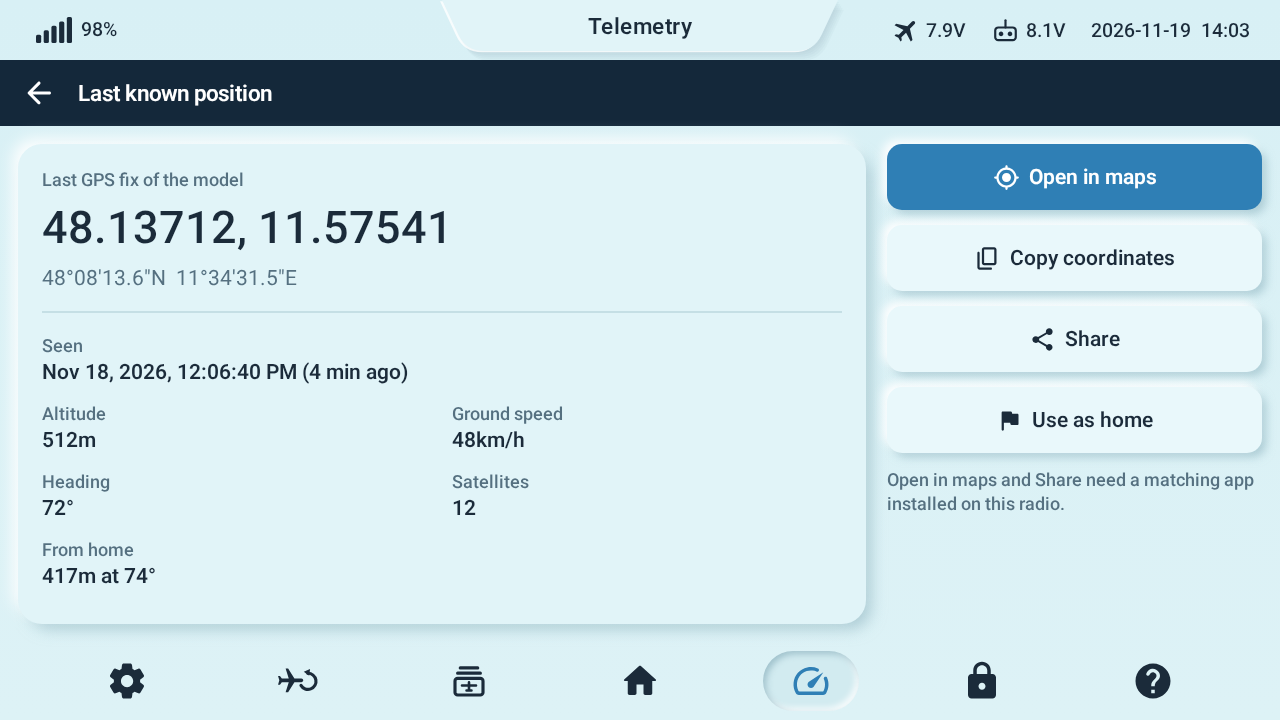 98%
Telemetry
7.9V
8.1V
2026-11-19 14:03
Last known position
Last GPS fix of the model
48.13712, 11.57541
48°08'13.6"N 11°34'31.5"E
Seen
Nov 18, 2026, 12:06:40 PM (4 min ago)
Altitude
512m
Ground speed
48km/h
Heading
72°
Satellites
12
From home
417m at 74°
Open in maps
Copy coordinates
Share
Use as home
Open in maps and Share need a matching app
installed on this radio.